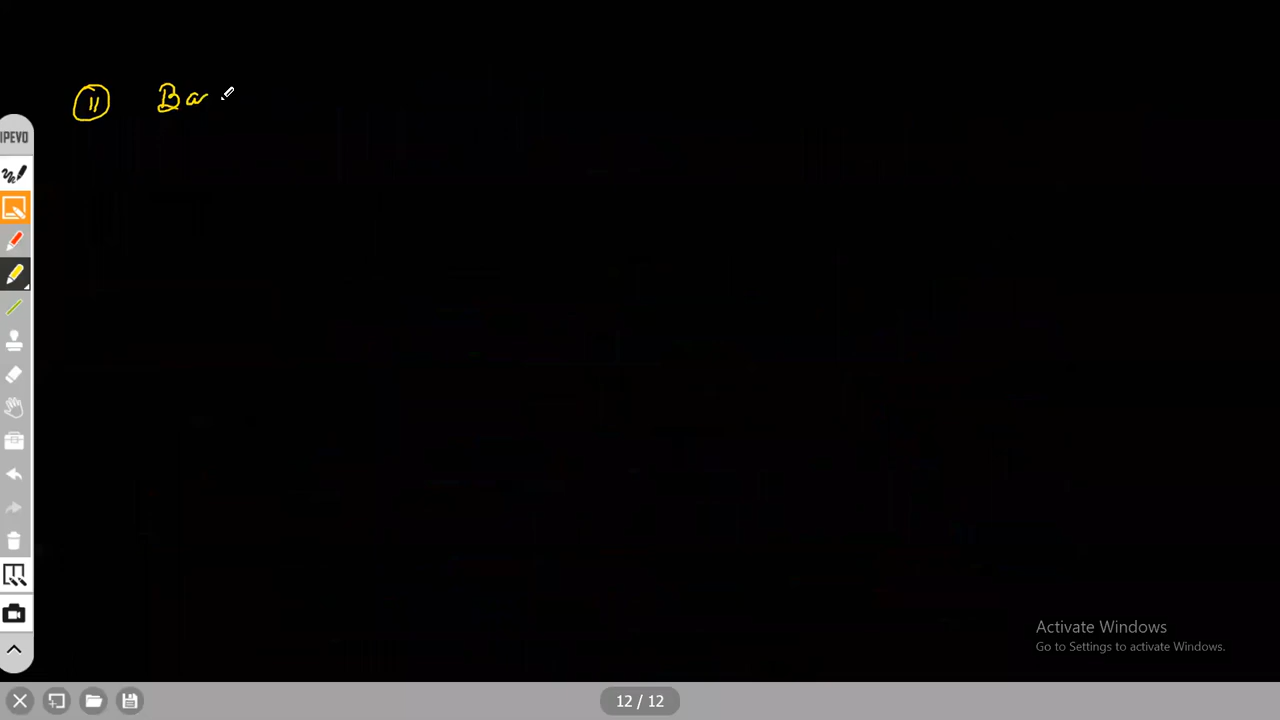 11 Ba
IPEVO
Activate Windows
Go to Settings to activate Windows.
12 / 12